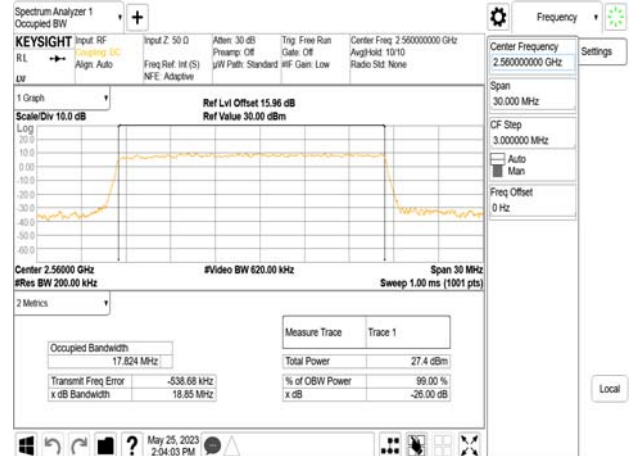 Spectrum Analyzer 1
Occupied BW
Frequency
KEYSIGHT
RL
Input: RF
Coupling: DC
Align: Auto
Input Z: 50 Ω
Freq Ref: Int (S)
NFE: Adaptive
Atten: 30 dB
Preamp: Off
µW Path: Standard
Trig: Free Run
Gate: Off
#IF Gain: Low
Center Freq: 2.560000000 GHz
Avg|Hold: 10/10
Radio Std: None
1 Graph
Scale/Div 10.0 dB
Ref Lvl Offset 15.96 dB
Ref Value 30.00 dBm
Log
20.0
10.0
0.00
-10.0
-20.0
-30.0
-40.0
-50.0
-60.0
Center 2.56000 GHz
#Res BW 200.00 kHz
#Video BW 620.00 kHz
Span 30 MHz
Sweep 1.00 ms (1001 pts)
2 Metrics
Occupied Bandwidth
17.824 MHz
Transmit Freq Error -538.68 kHz
x dB Bandwidth 18.85 MHz
Measure Trace Trace 1
Total Power 27.4 dBm
% of OBW Power 99.00 %
x dB -26.00 dB
May 25, 2023
2:04:03 PM
Center Frequency
2.560000000 GHz
Span
30.000 MHz
CF Step
3.000000 MHz
Auto
Man
Freq Offset
0 Hz
Settings
Local